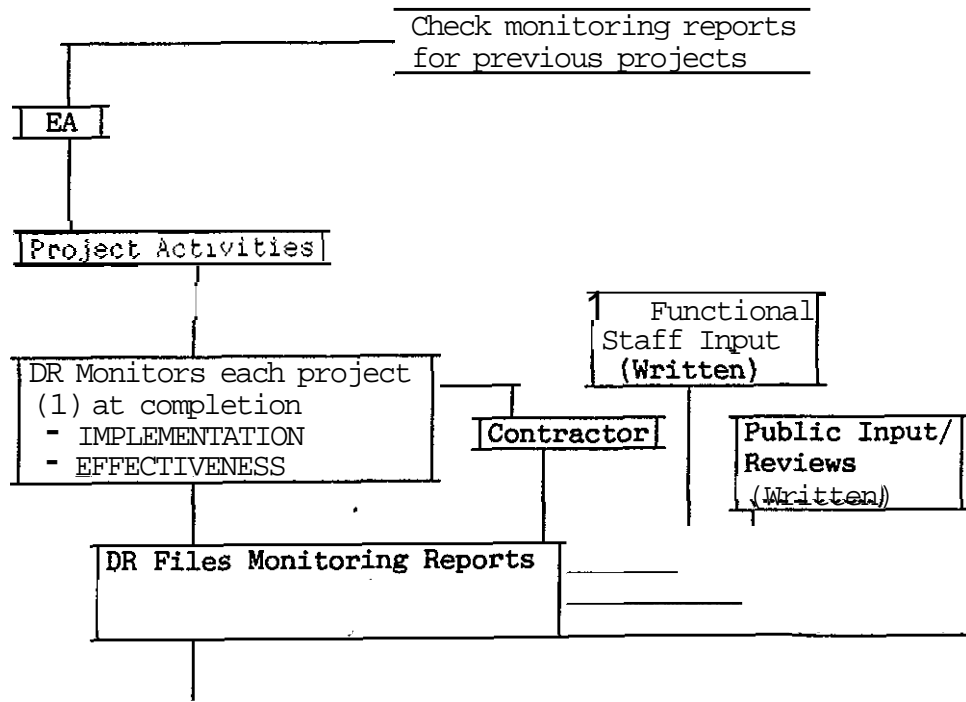 Check monitoring reports
for previous projects
EA
Project Activities
Functional
Staff Input
(Written)
DR Monitors each project
(1) at completion
- IMPLEMENTATION
- EFFECTIVENESS
Contractor
Public Input/
Reviews
(Written)
DR Files Monitoring Reports